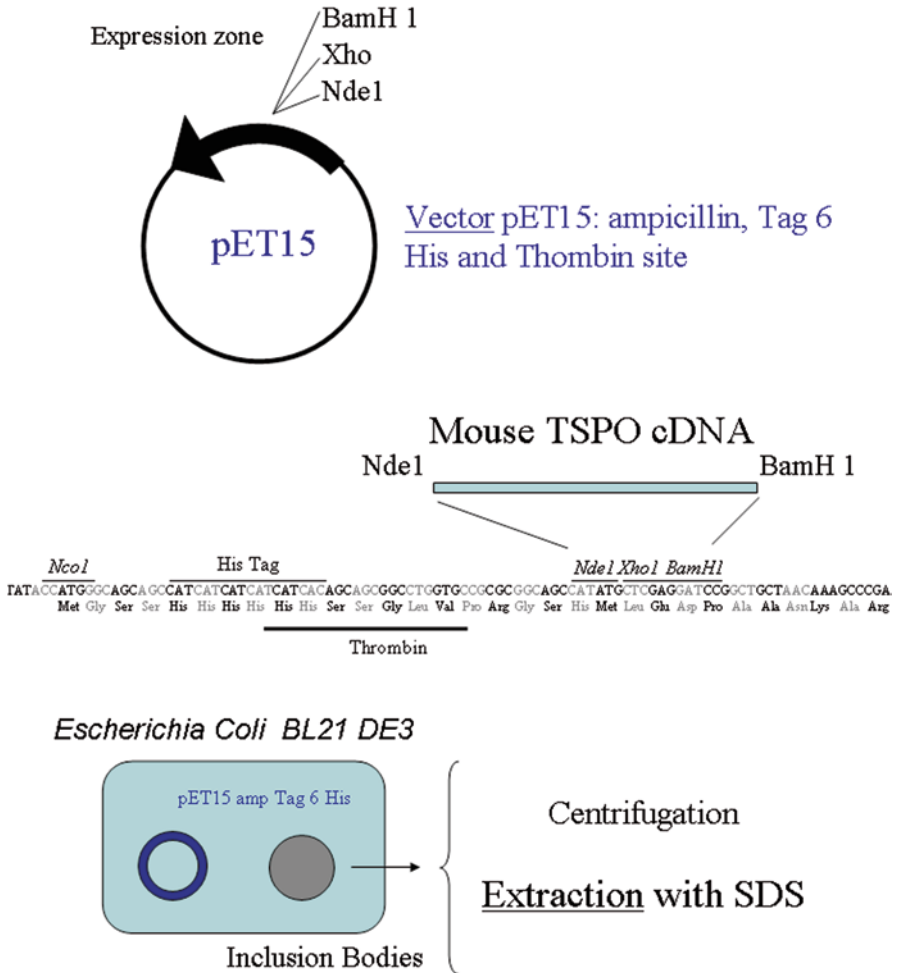 BamH 1
Expression zone
Xho
Nde1
pET15
Vector pET15: ampicillin, Tag 6
His and Thombin site
Mouse TSPO cDNA
Nde1
BamH 1
Nco1
His Tag
Nde1 Xho1 BamH1
TATACCATGGGCAGCAGCCATCATCATCATCATCACAGCAGCGGCCTGGTGCCGCGCGGCAGCCATATGCTCGAGGATCCGGCTGCTAACAAAGCCCGA
Met Gly Ser Ser His His His His His His Ser Ser Gly Leu Val Pro Arg Gly Ser His Met Leu Glu Asp Pro Ala Ala Asn Lys Ala Arg
Thrombin
Escherichia Coli BL21 DE3
pET15 amp Tag 6 His
Centrifugation
Extraction with SDS
Inclusion Bodies